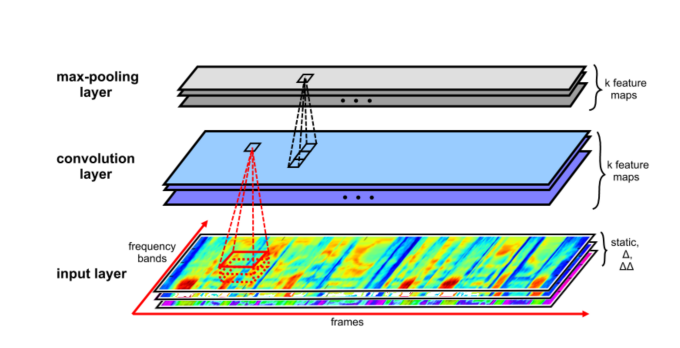 max-pooling
layer
k feature
maps
• • •
convolution
layer
k feature
maps
• • •
frequency
bands
static,
Δ,
ΔΔ
input layer
frames